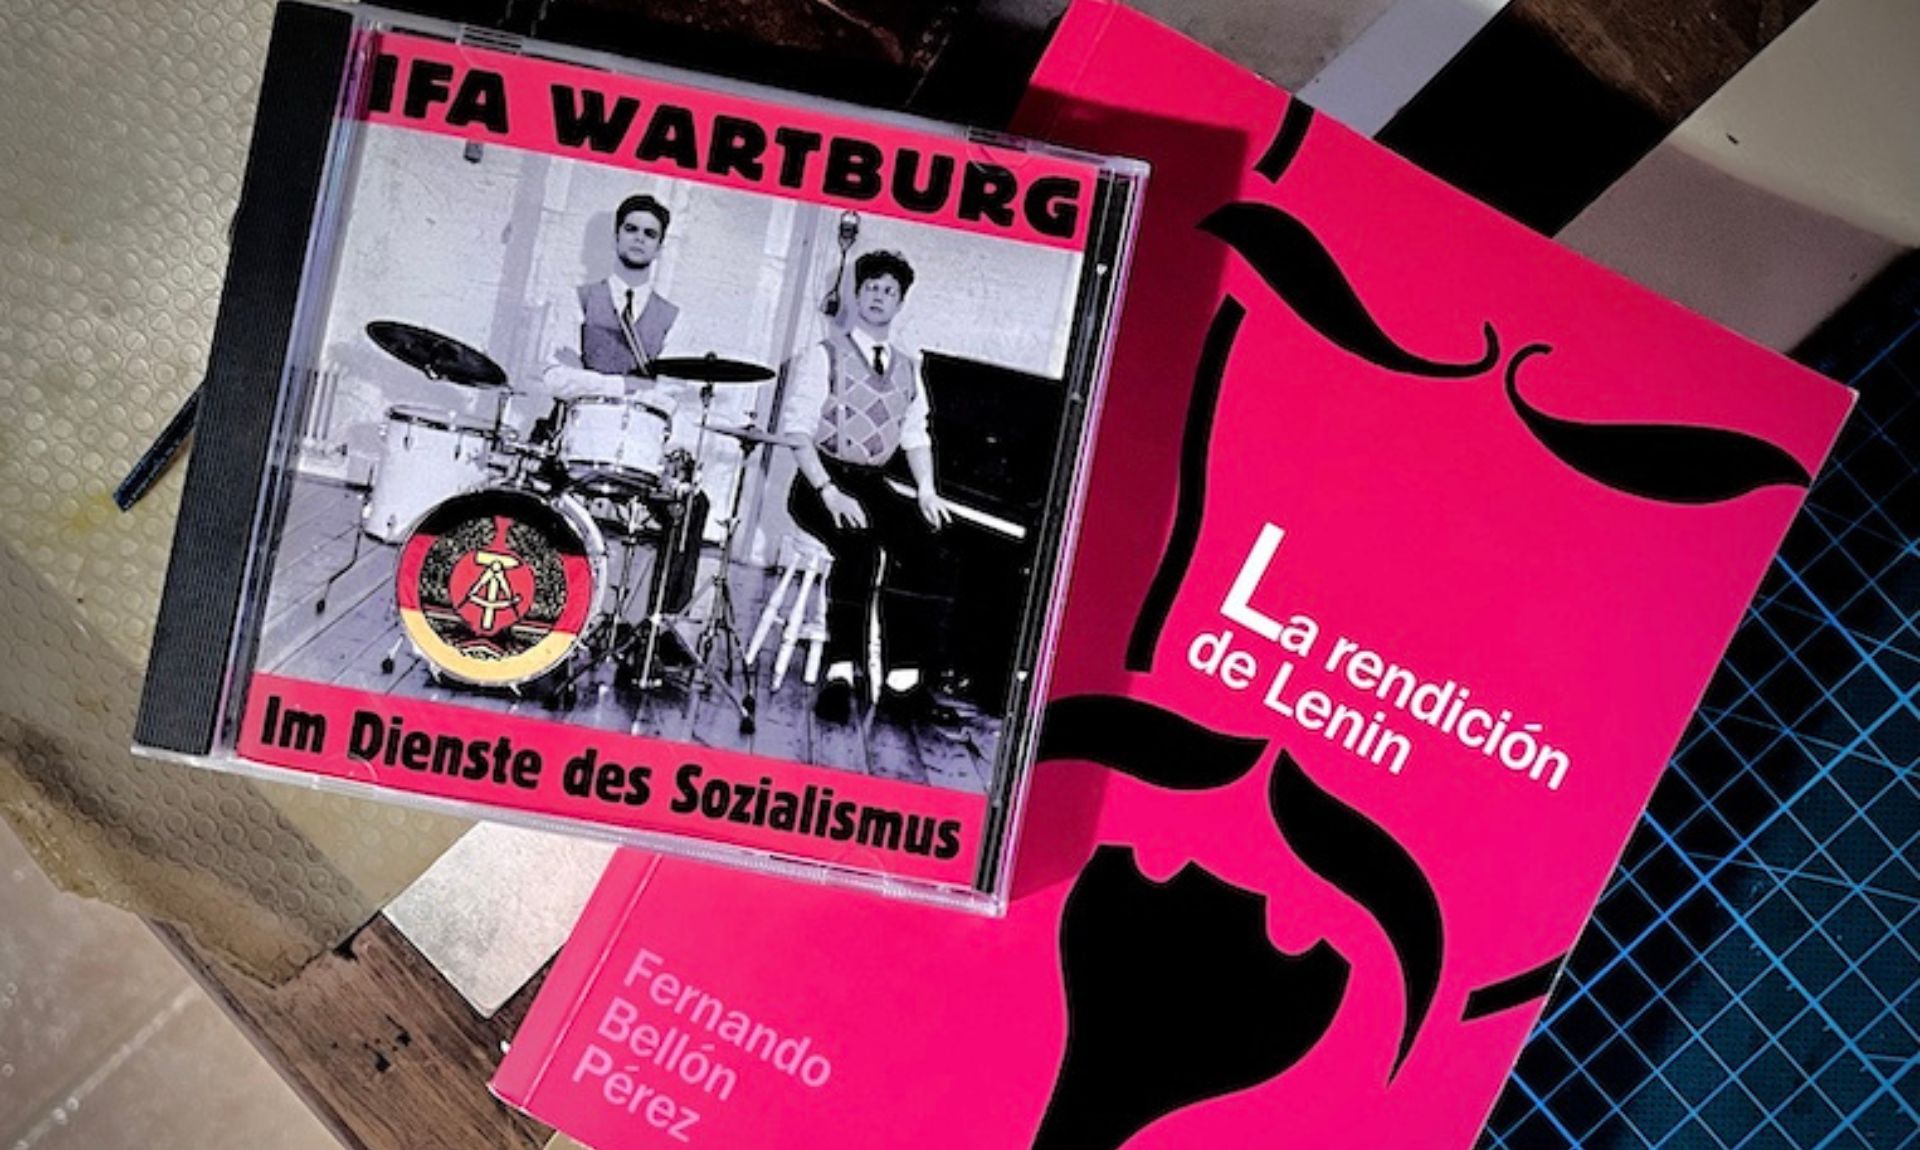 IFA WARTBURG
Im Dienste des Sozialismus
La rendición
de Lenin
Fernando
Bellón
Pérez